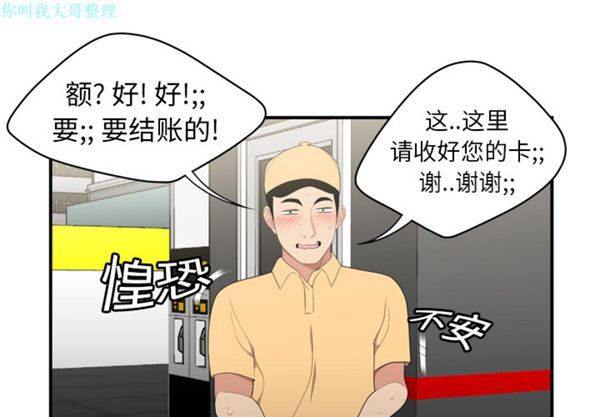 你叫我大哥整理
额? 好! 好!;;
要;; 要结账的!
这..这里
请收好您的卡;;
谢..谢谢;;
惶恐
不安